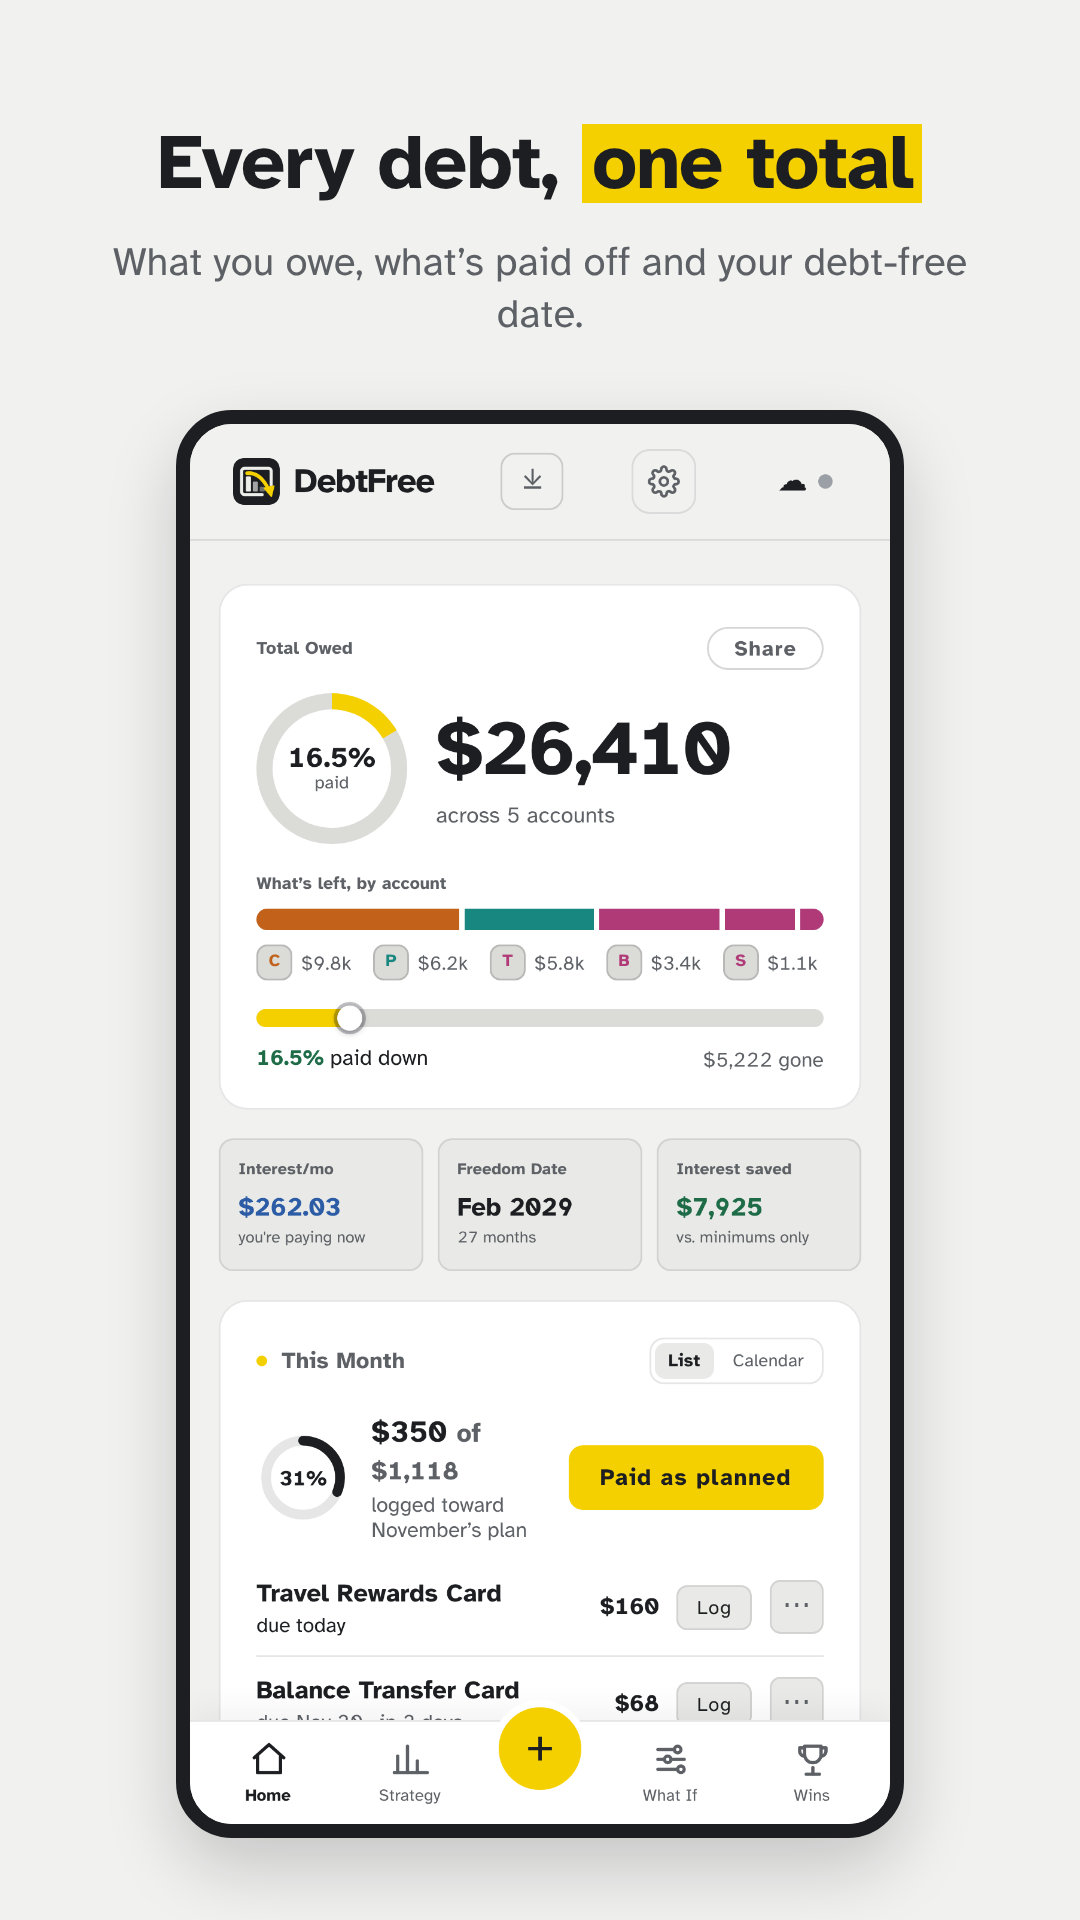 Every debt, one total
What you owe, what's paid off and your debt-free
date.
DebtFree
Total Owed
Share
16.5%
paid
$26,410
across 5 accounts
What's left, by account
C $9.8k P $6.2k T $5.8k B $3.4k S $1.1k
16.5% paid down
$5,222 gone
Interest/mo
$262.03
you're paying now
Freedom Date
Feb 2029
27 months
Interest saved
$7,925
vs. minimums only
This Month
List
Calendar
31%
$350 of
$1,118
logged toward
November's plan
Paid as planned
Travel Rewards Card
due today
$160
Log
Balance Transfer Card
$68
Log
Home
Strategy
+
What If
Wins